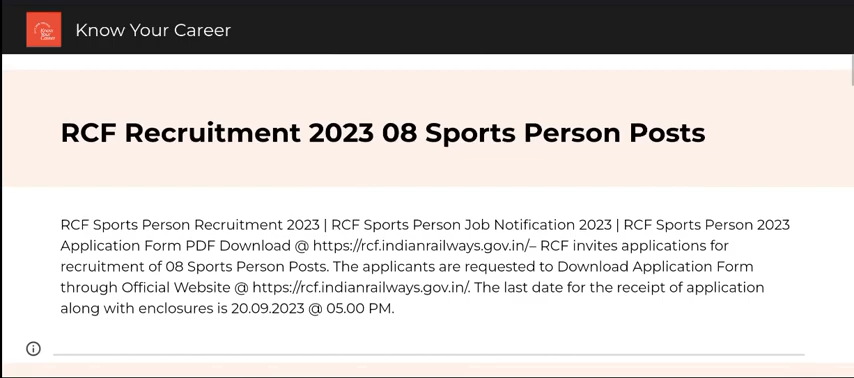 Know Your Career
RCF Recruitment 2023 08 Sports Person Posts
RCF Sports Person Recruitment 2023 | RCF Sports Person Job Notification 2023 | RCF Sports Person 2023
Application Form PDF Download @ https://rcf.indianrailways.gov.in/– RCF invites applications for
recruitment of 08 Sports Person Posts. The applicants are requested to Download Application Form
through Official Website @ https://rcf.indianrailways.gov.in/. The last date for the receipt of application
along with enclosures is 20.09.2023 @ 05.00 PM.